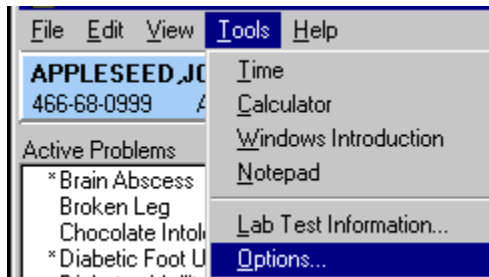 File Edit View Tools Help
APPLESEED,JO
466-68-0999
Active Problems
*Brain Abscess
Broken Leg
Chocolate Intol
*Diabetic Foot U
Time
Calculator
Windows Introduction
Notepad
Lab Test Information...
Options...